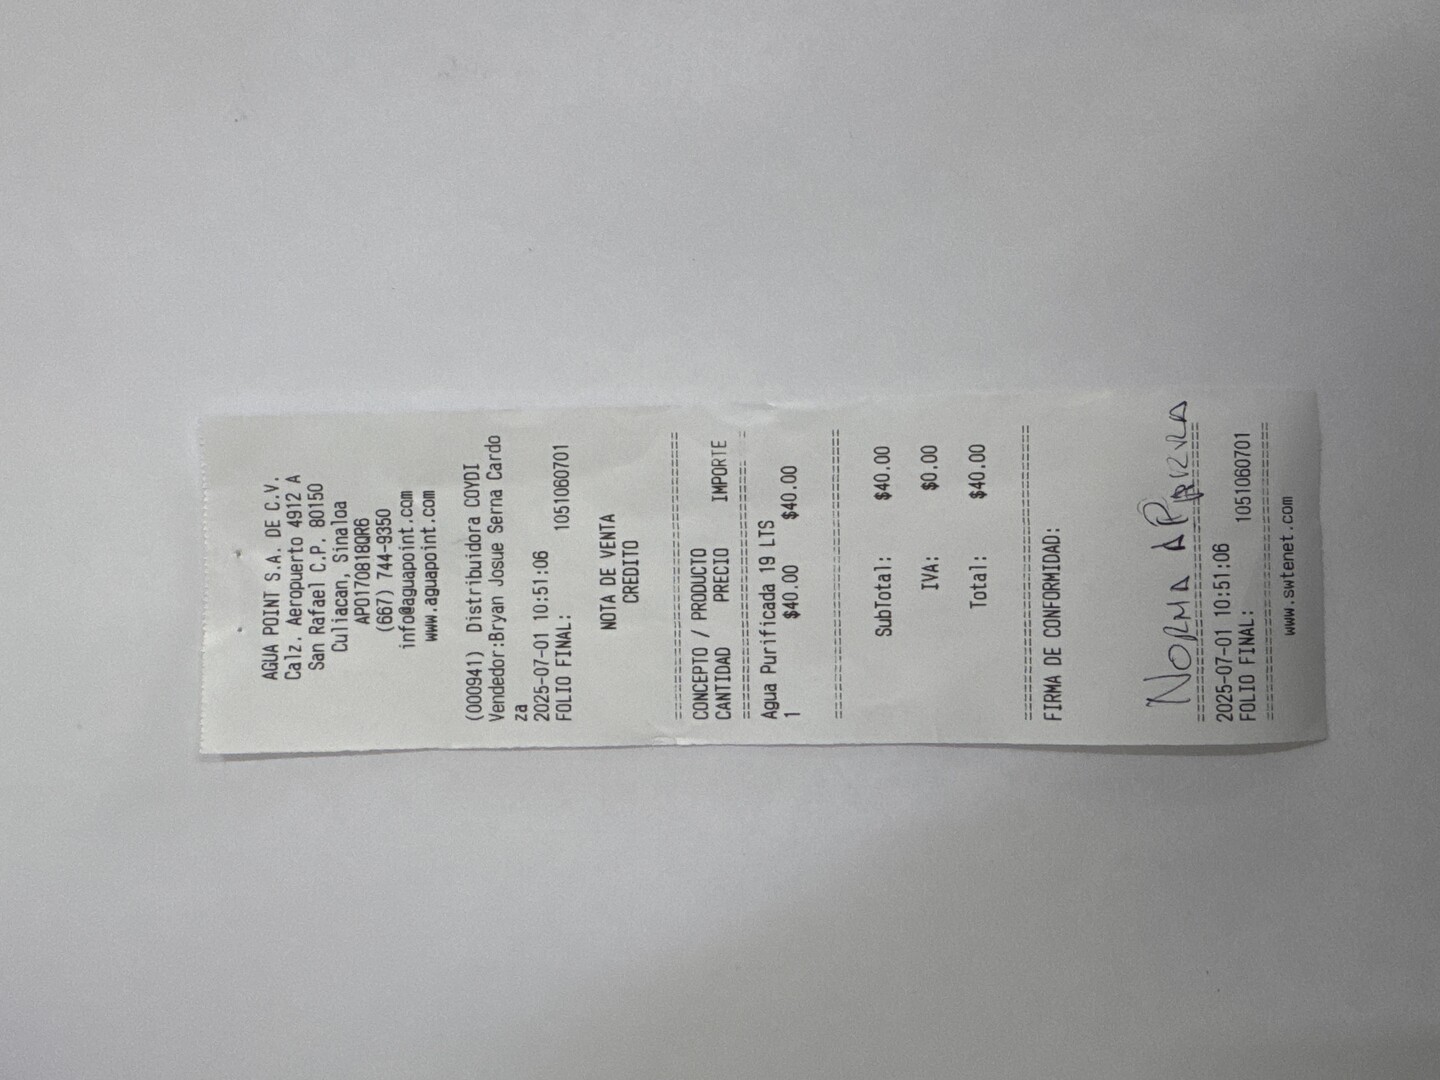 AGUA POINT S.A. DE C.V.
Calz. Aeropuerto 4912 A
San Rafael C.P. 80150
Culiacan, Sinaloa
APO170818QR6
(667) 744-9350
info@aguapoint.com
www.aguapoint.com
(000941) Distribuidora COYDI
Vendedor:Bryan Josue Serna Cardo
za
2025-07-01 10:51:06
FOLIO FINAL: 1051060701
NOTA DE VENTA
CREDITO
CONCEPTO / PRODUCTO
CANTIDAD PRECIO IMPORTE
Agua Purificada 19 LTS
1 $40.00 $40.00
SubTotal: $40.00
IVA: $0.00
Total: $40.00
FIRMA DE CONFORMIDAD:
NORMA A
2025-07-01 10:51:06
FOLIO FINAL: 1051060701
www.swtenet.com